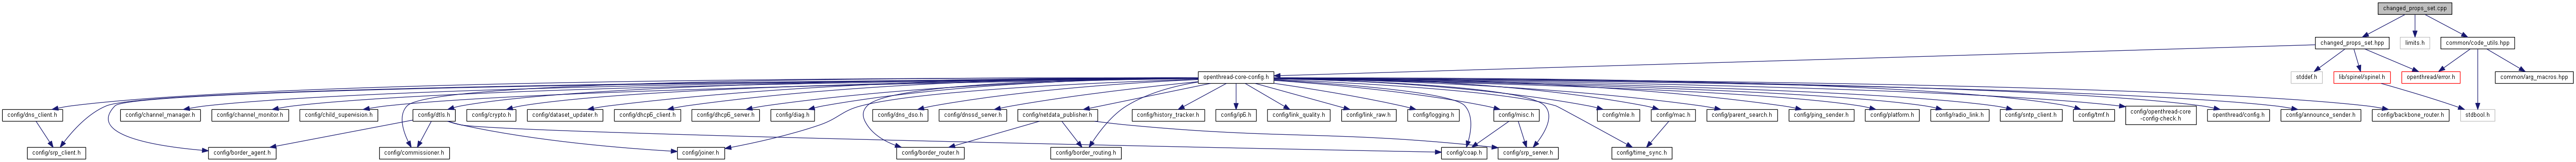 changed_props_set.cpp
changed_props_set.hpp
limits.h
common/code_utils.hpp
openthread-core-config.h
stddef.h
lib/spinel/spinel.h
openthread/error.h
common/arg_macros.hpp
config/dns_client.h
config/channel_manager.h
config/channel_monitor.h
config/child_supervision.h
config/dtls.h
config/crypto.h
config/dataset_updater.h
config/dhcp6_client.h
config/dhcp6_server.h
config/diag.h
config/dns_dso.h
config/dnssd_server.h
config/netdata_publisher.h
config/history_tracker.h
config/ip6.h
config/link_quality.h
config/link_raw.h
config/logging.h
config/misc.h
config/mle.h
config/mac.h
config/parent_search.h
config/ping_sender.h
config/platform.h
config/radio_link.h
config/sntp_client.h
config/tmf.h
config/openthread-core
-config-check.h
openthread/config.h
config/announce_sender.h
config/backbone_router.h
stdbool.h
config/srp_client.h
config/border_agent.h
config/commissioner.h
config/joiner.h
config/border_router.h
config/border_routing.h
config/coap.h
config/srp_server.h
config/time_sync.h